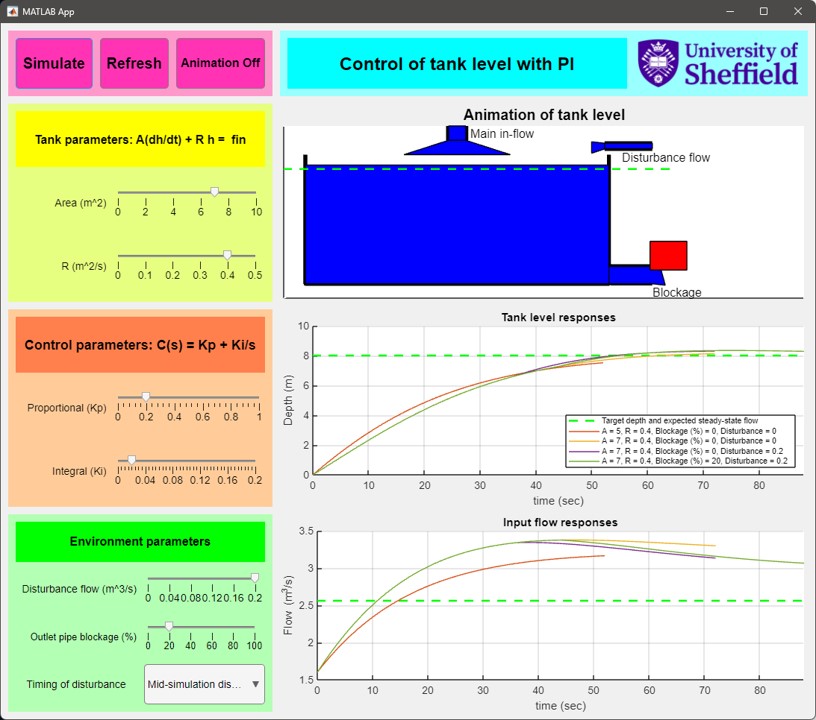 MATLAB App
Simulate
Refresh
Animation Off
Control of tank level with PI
University of
Sheffield
Tank parameters: A(dh/dt) + R h = fin
Area (m^2)
0 2 4 6 8 10
R (m^2/s)
0 0.1 0.2 0.3 0.4 0.5
Control parameters: C(s) = Kp + Ki/s
Proportional (Kp)
0 0.2 0.4 0.6 0.8 1
Integral (Ki)
0 0.04 0.08 0.12 0.16 0.2
Environment parameters
Disturbance flow (m^3/s)
0 0.04 0.08 0.12 0.16 0.2
Outlet pipe blockage (%)
0 20 40 60 80 100
Timing of disturbance
Mid-simulation dis...
Animation of tank level
Main in-flow
Disturbance flow
Blockage
Tank level responses
Depth (m)
10
8
6
4
2
0
Target depth and expected steady-state flow
A = 5, R = 0.4, Blockage (%) = 0, Disturbance = 0
A = 7, R = 0.4, Blockage (%) = 0, Disturbance = 0
A = 7, R = 0.4, Blockage (%) = 0, Disturbance = 0.2
A = 7, R = 0.4, Blockage (%) = 20, Disturbance = 0.2
0 10 20 30 40 50 60 70 80
time (sec)
Input flow responses
Flow (m³/s)
3.5
3
2.5
2
1.5
0 10 20 30 40 50 60 70 80
time (sec)